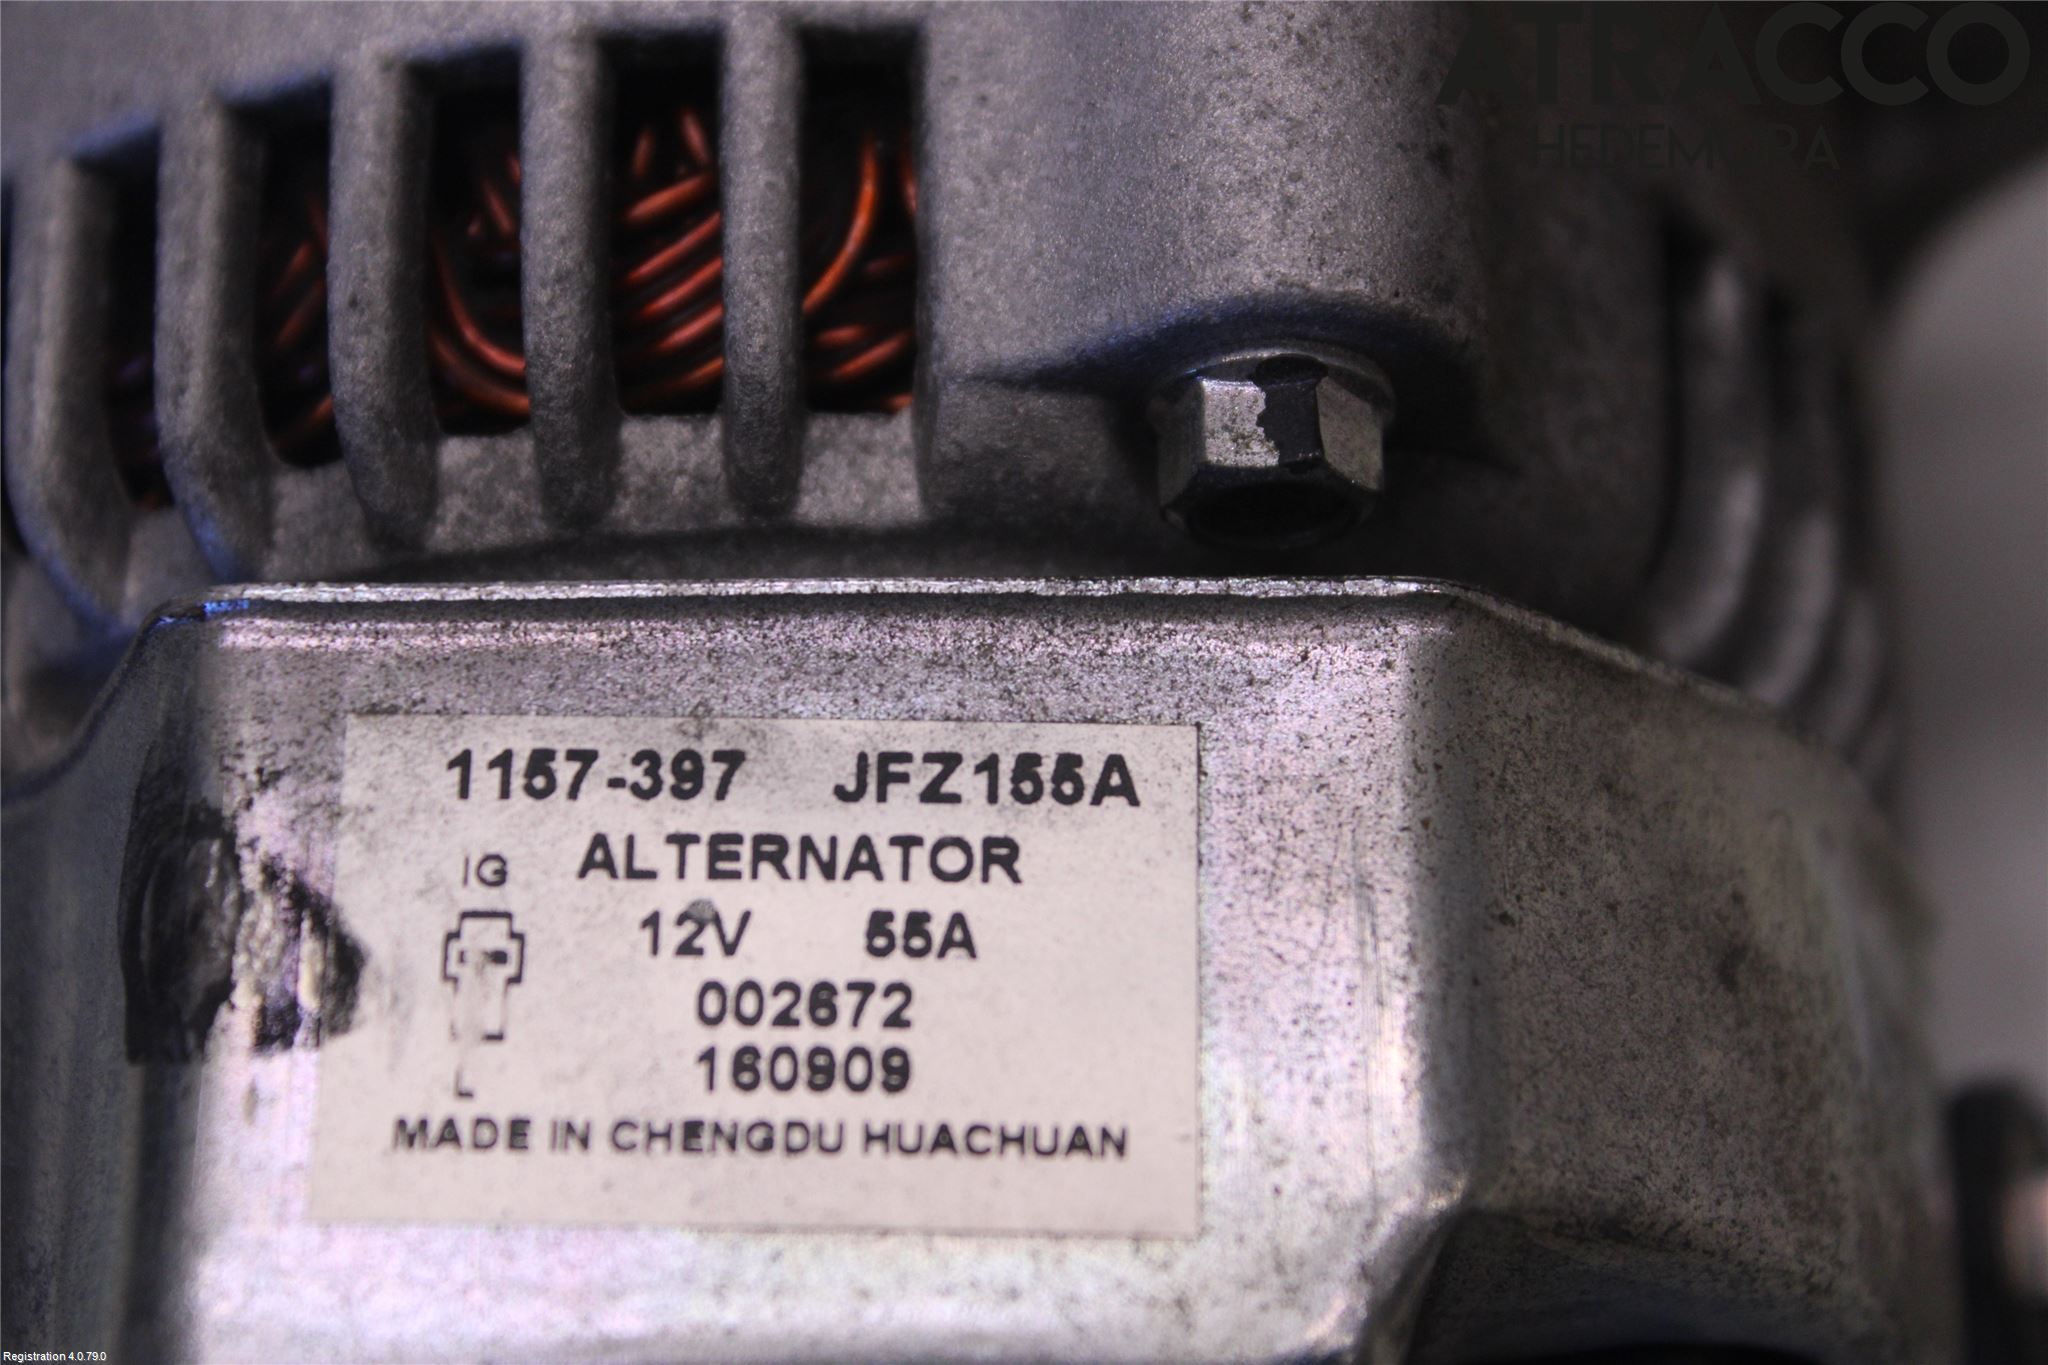 ATRACCO
HEDEMORA
1157-397 JFZ155A
ALTERNATOR
IG
12V 55A
002672
160909
L
MADE IN CHENGDU HUACHUAN
Registration 4.0.79.0